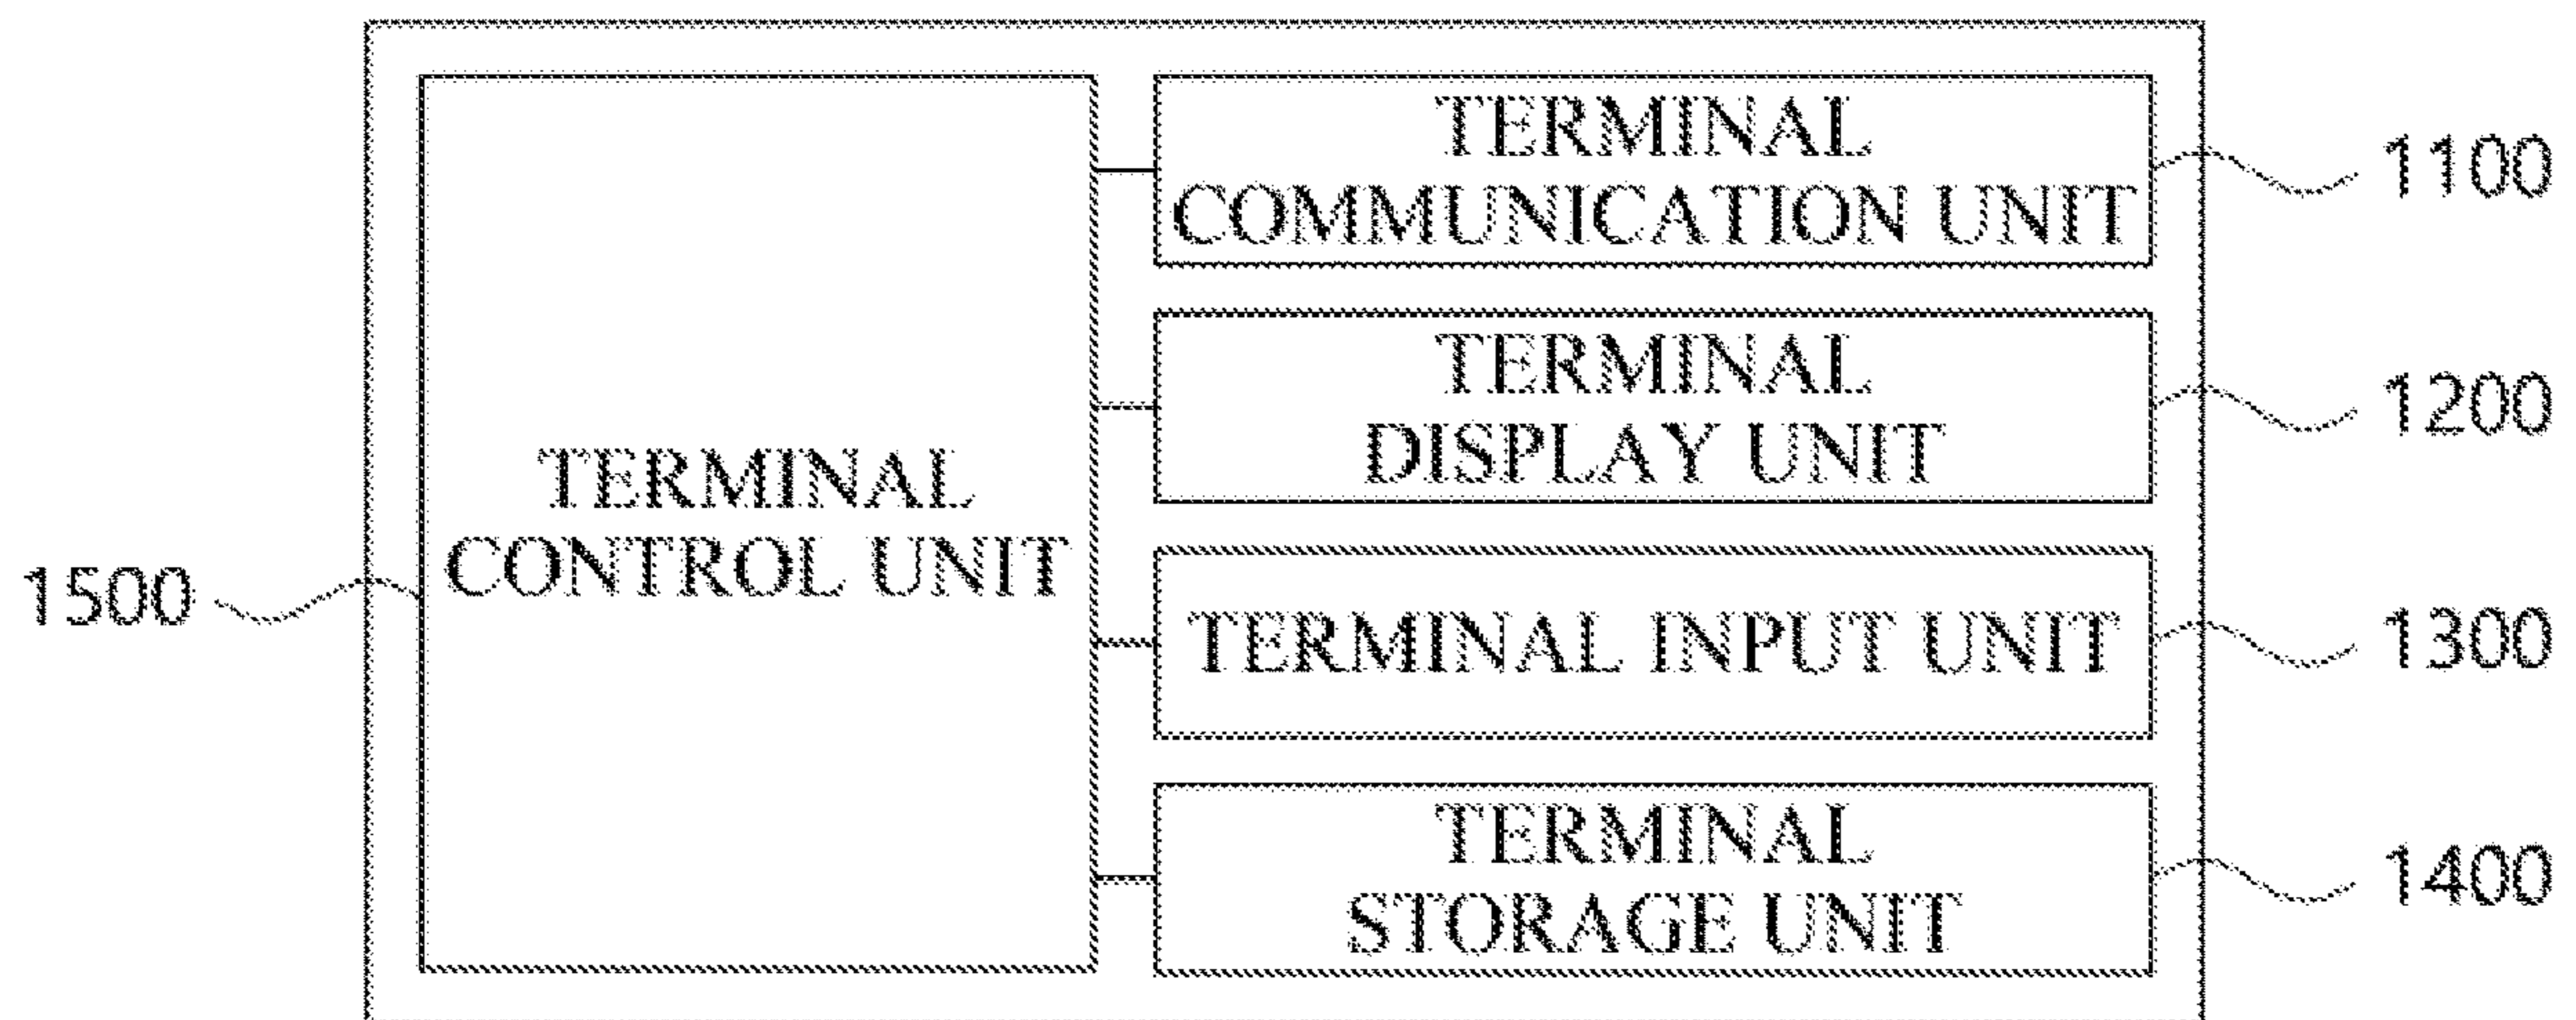 TERMINAL
CONTROL UNIT
1500
TERMINAL
COMMUNICATION UNIT
1100
TERMINAL
DISPLAY UNIT
1200
TERMINAL INPUT UNIT
1300
TERMINAL
STORAGE UNIT
1400